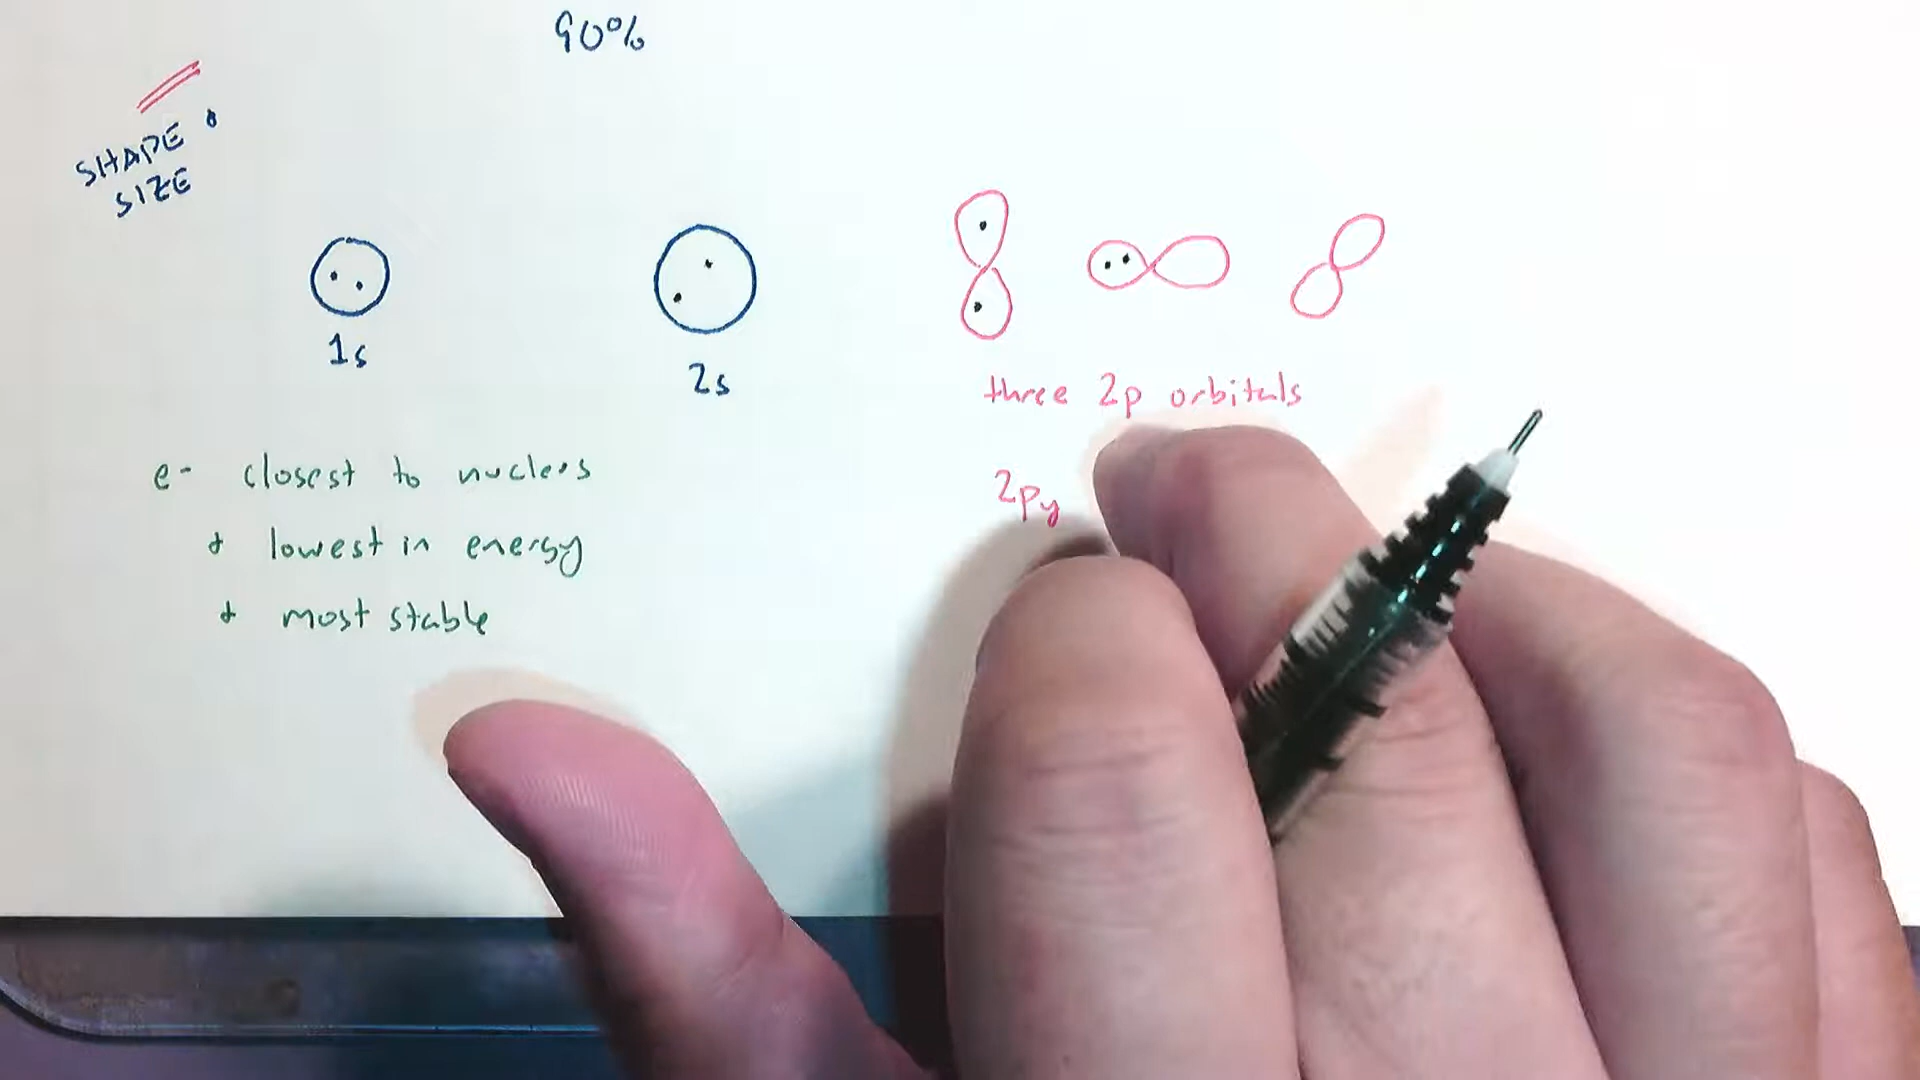 90%
SHAPE
SIZE
1s
2s
three 2p orbitals
2py
e- closest to nucleus
+ lowest in energy
+ most stable